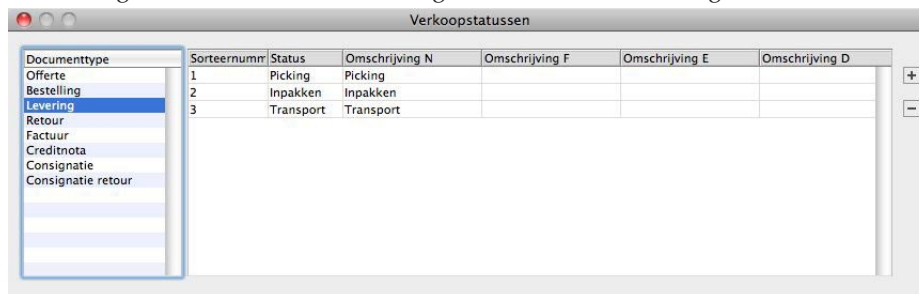 Verkoopstatussen
Documenttype
Offerte
Bestelling
Levering
Retour
Factuur
Creditnota
Consignatie
Consignatie retour
Sorteernumm Status Omschrijving N Omschrijving F Omschrijving E Omschrijving D
1 Picking Picking
2 Inpakken Inpakken
3 Transport Transport
+
-